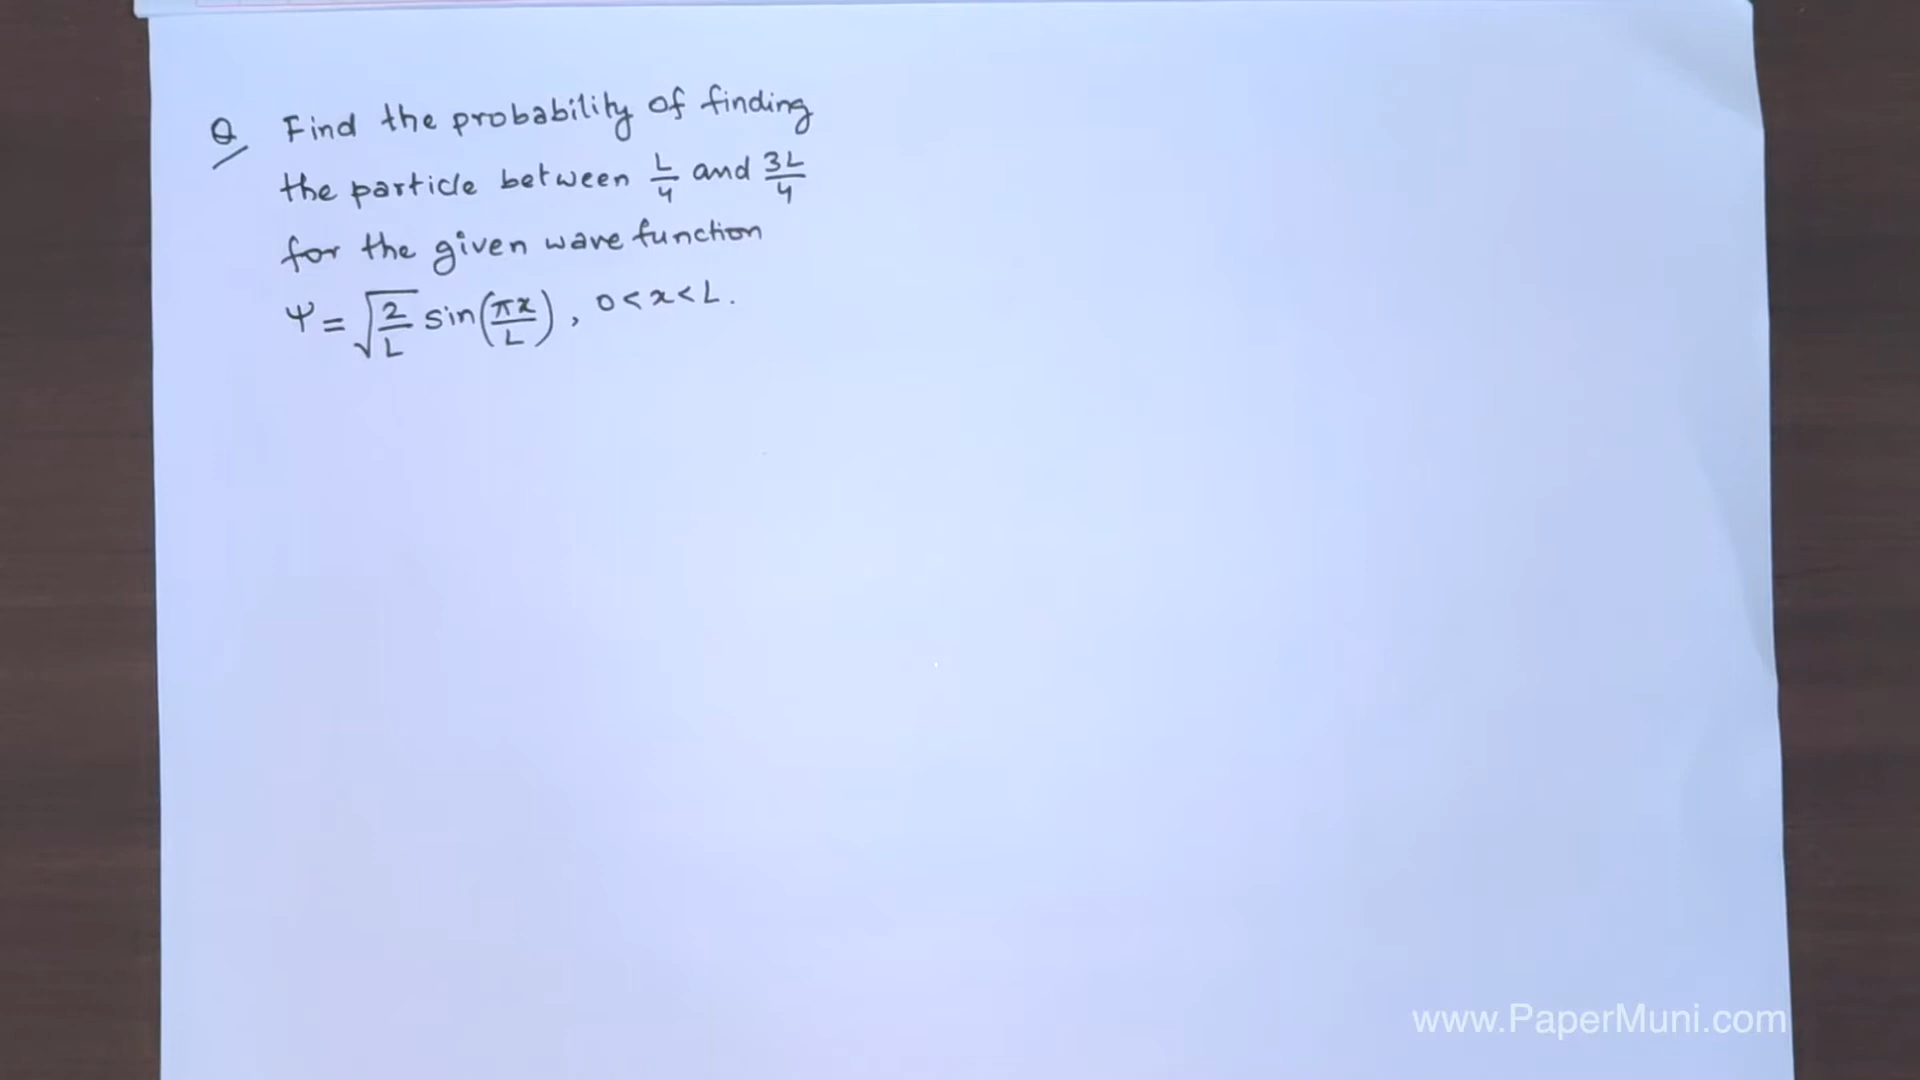 Q Find the probability of finding
the particle between L/4 and 3L/4
for the given wave function
Ψ = √(2/L) sin(πx/L), 0 < x < L.
www.PaperMuni.com